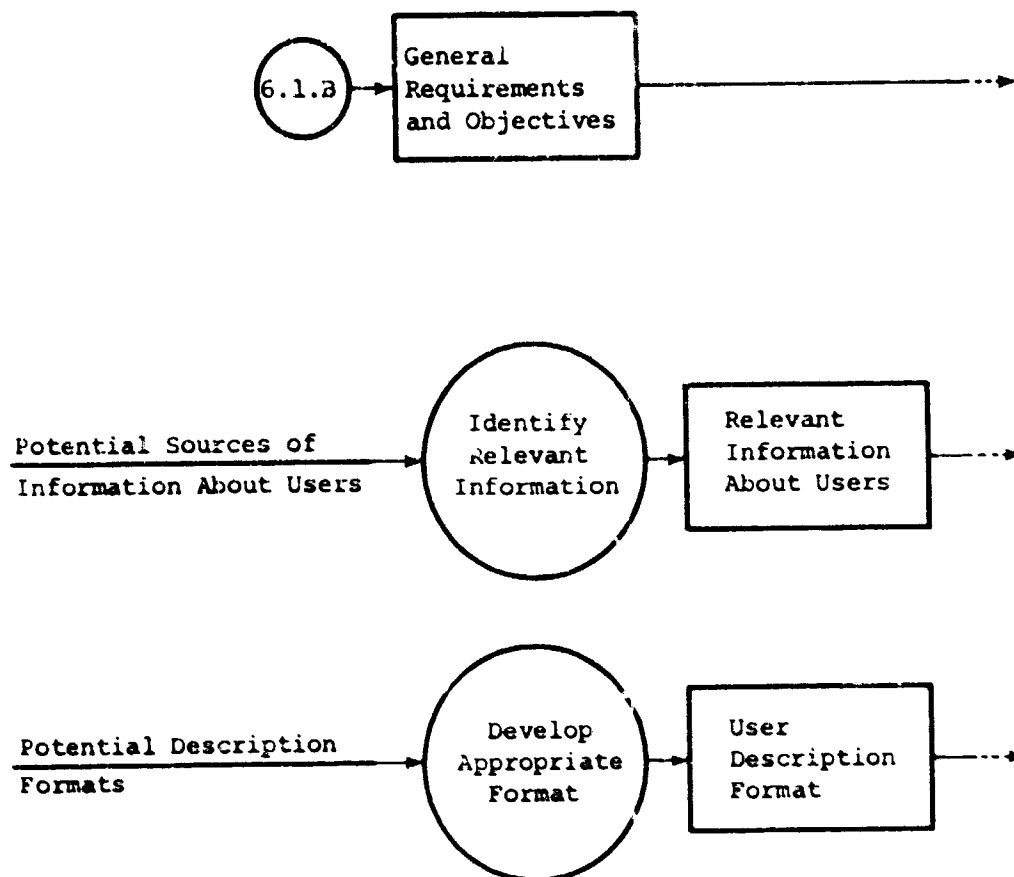 6.1.3
General
Requirements
and Objectives
Potential Sources of
Information About Users
Identify
Relevant
Information
Relevant
Information
About Users
Potential Description
Formats
Develop
Appropriate
Format
User
Description
Format